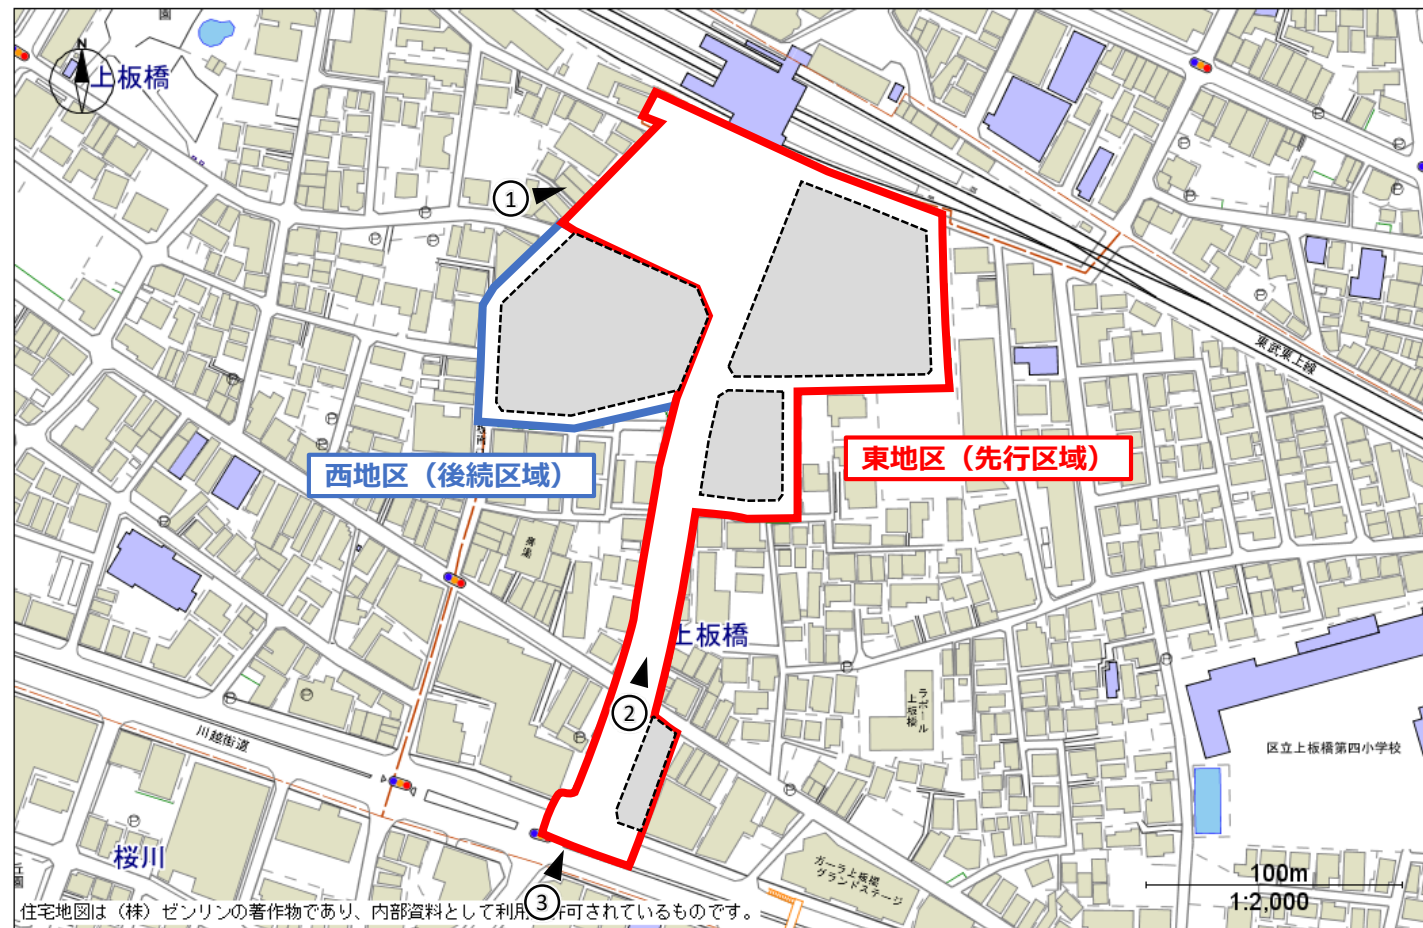 N
上板橋
①
東武東上線
西地区（後続区域）
東地区（先行区域）
上板橋
②
ラポール
上板橋
川越街道
区立上板橋第四小学校
桜川
ガーラ上板橋
グランドステージ
③
100m
1:2,000
住宅地図は（株）ゼンリンの著作物であり、内部資料として利用 許可されているものです。